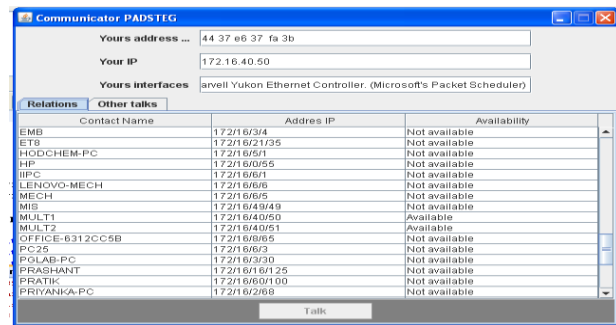 Communicator PADSTEG
Yours address ... 44 37 e6 37 fa 3b
Your IP 172.16.40.50
Yours interfaces arvell Yukon Ethernet Controller. (Microsoft's Packet Scheduler)
Relations Other talks
Contact Name Addres IP Availability
EMB 172/16/3/4 Not available
ET8 172/16/21/35 Not available
HODCHEM-PC 172/16/5/1 Not available
HP 172/16/0/55 Not available
IIPC 172/16/6/1 Not available
LENOVO-MECH 172/16/6/6 Not available
MECH 172/16/6/5 Not available
MIS 172/16/49/49 Not available
MULT1 172/16/40/50 Available
MULT2 172/16/40/51 Available
OFFICE-6312CC5B 172/16/8/65 Not available
PC25 172/16/6/3 Not available
PGLAB-PC 172/16/3/30 Not available
PRASHANT 172/16/16/125 Not available
PRATIK 172/16/60/100 Not available
PRIYANKA-PC 172/16/2/68 Not available
Talk